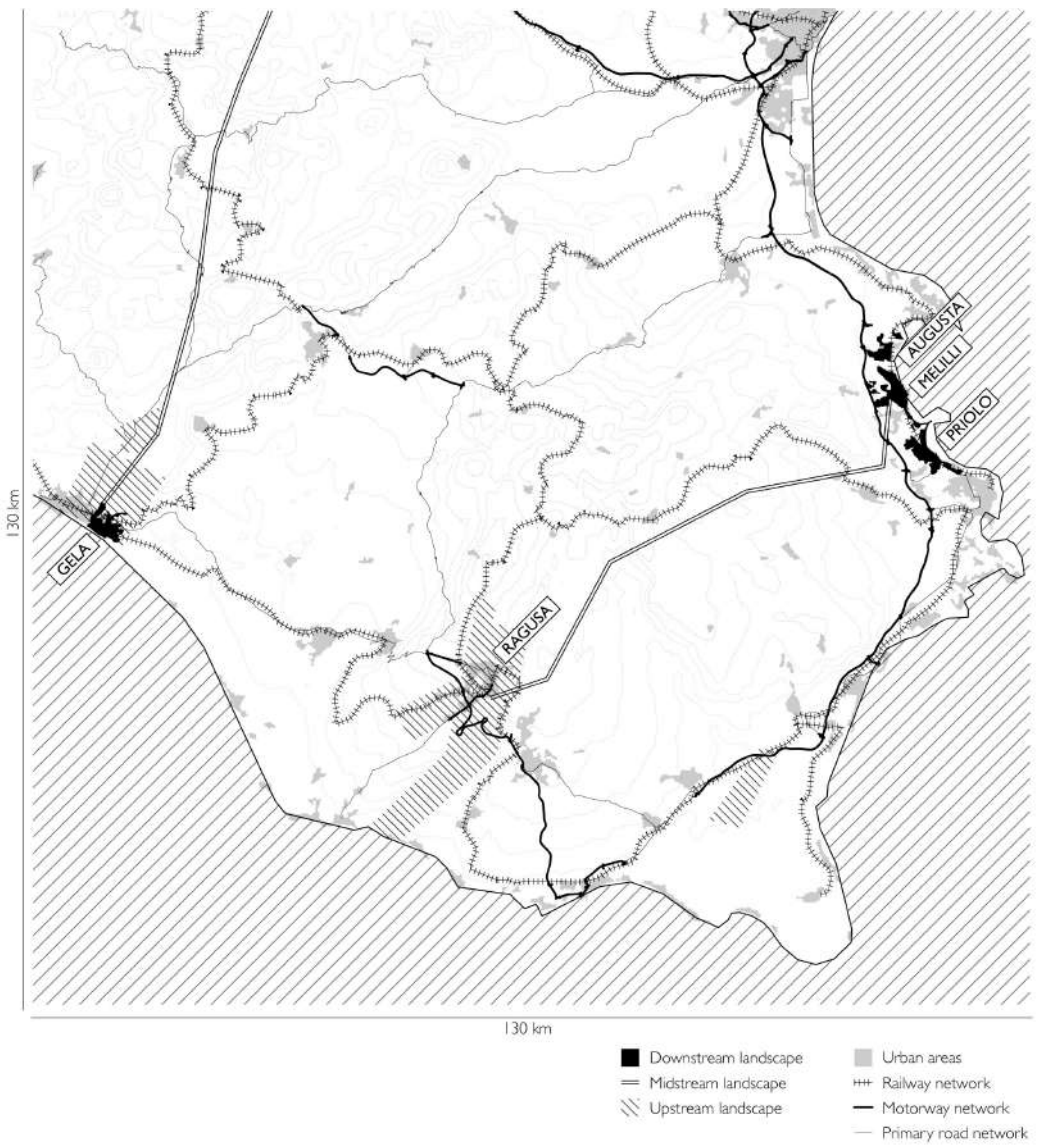 AUGUSTA
MELILLI
PRIOLO
130 km
GELA
RAGUSA
130 km
Downstream landscape
Midstream landscape
Upstream landscape
Urban areas
Railway network
Motorway network
Primary road network